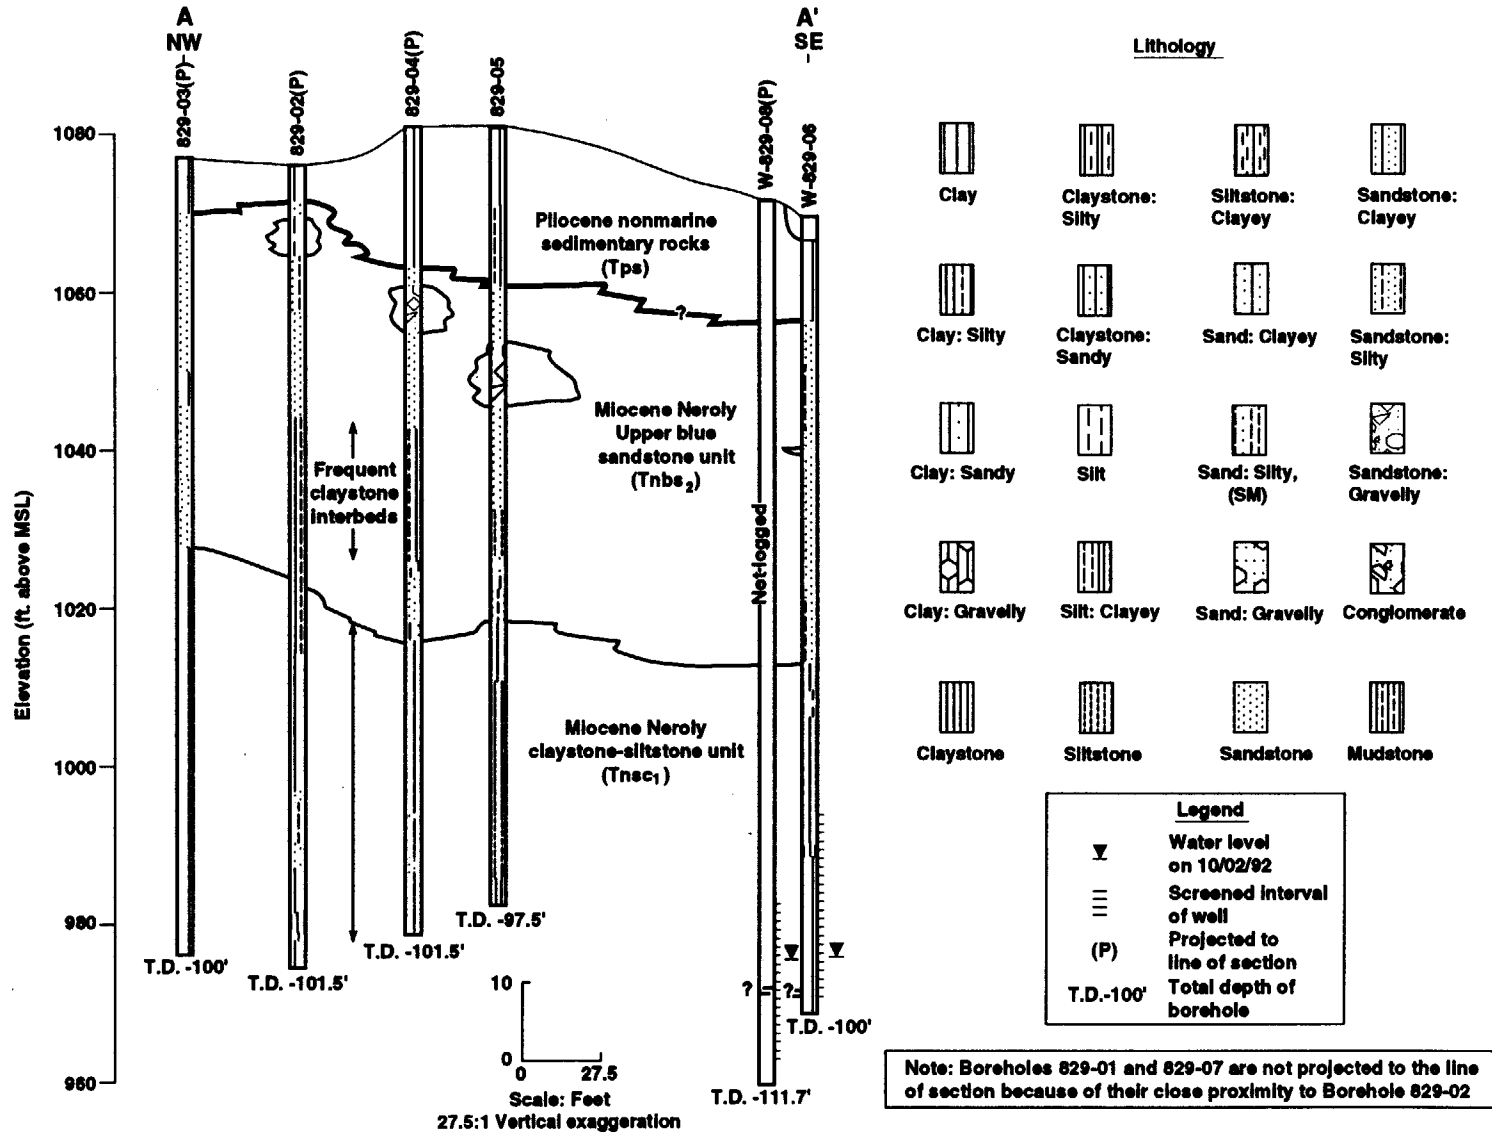 A
NW
A'
SE
829-03(P)
829-02(P)
829-04(P)
829-05
W-829-08(P)
W-829-06
Elevation (ft. above MSL)
1080
1060
1040
1020
1000
980
960
Pliocene nonmarine
sedimentary rocks
(Tps)
?
Miocene Neroly
Upper blue
sandstone unit
(Tnbs2)
Frequent
claystone
interbeds
Not-logged
Miocene Neroly
claystone-siltstone unit
(Tnsc1)
T.D. -100'
T.D. -101.5'
T.D. -101.5'
T.D. -97.5'
? ?
T.D. -100'
T.D. -111.7'
10
0
0 27.5
Scale: Feet
27.5:1 Vertical exaggeration
Lithology
Clay
Claystone:
Silty
Siltstone:
Clayey
Sandstone:
Clayey
Clay: Silty
Claystone:
Sandy
Sand: Clayey
Sandstone:
Silty
Clay: Sandy
Silt
Sand: Silty,
(SM)
Sandstone:
Gravelly
Clay: Gravelly
Silt: Clayey
Sand: Gravelly
Conglomerate
Claystone
Siltstone
Sandstone
Mudstone
Legend
Water level
on 10/02/92
Screened interval
of well
(P) Projected to
line of section
T.D.-100' Total depth of
borehole
Note: Boreholes 829-01 and 829-07 are not projected to the line
of section because of their close proximity to Borehole 829-02